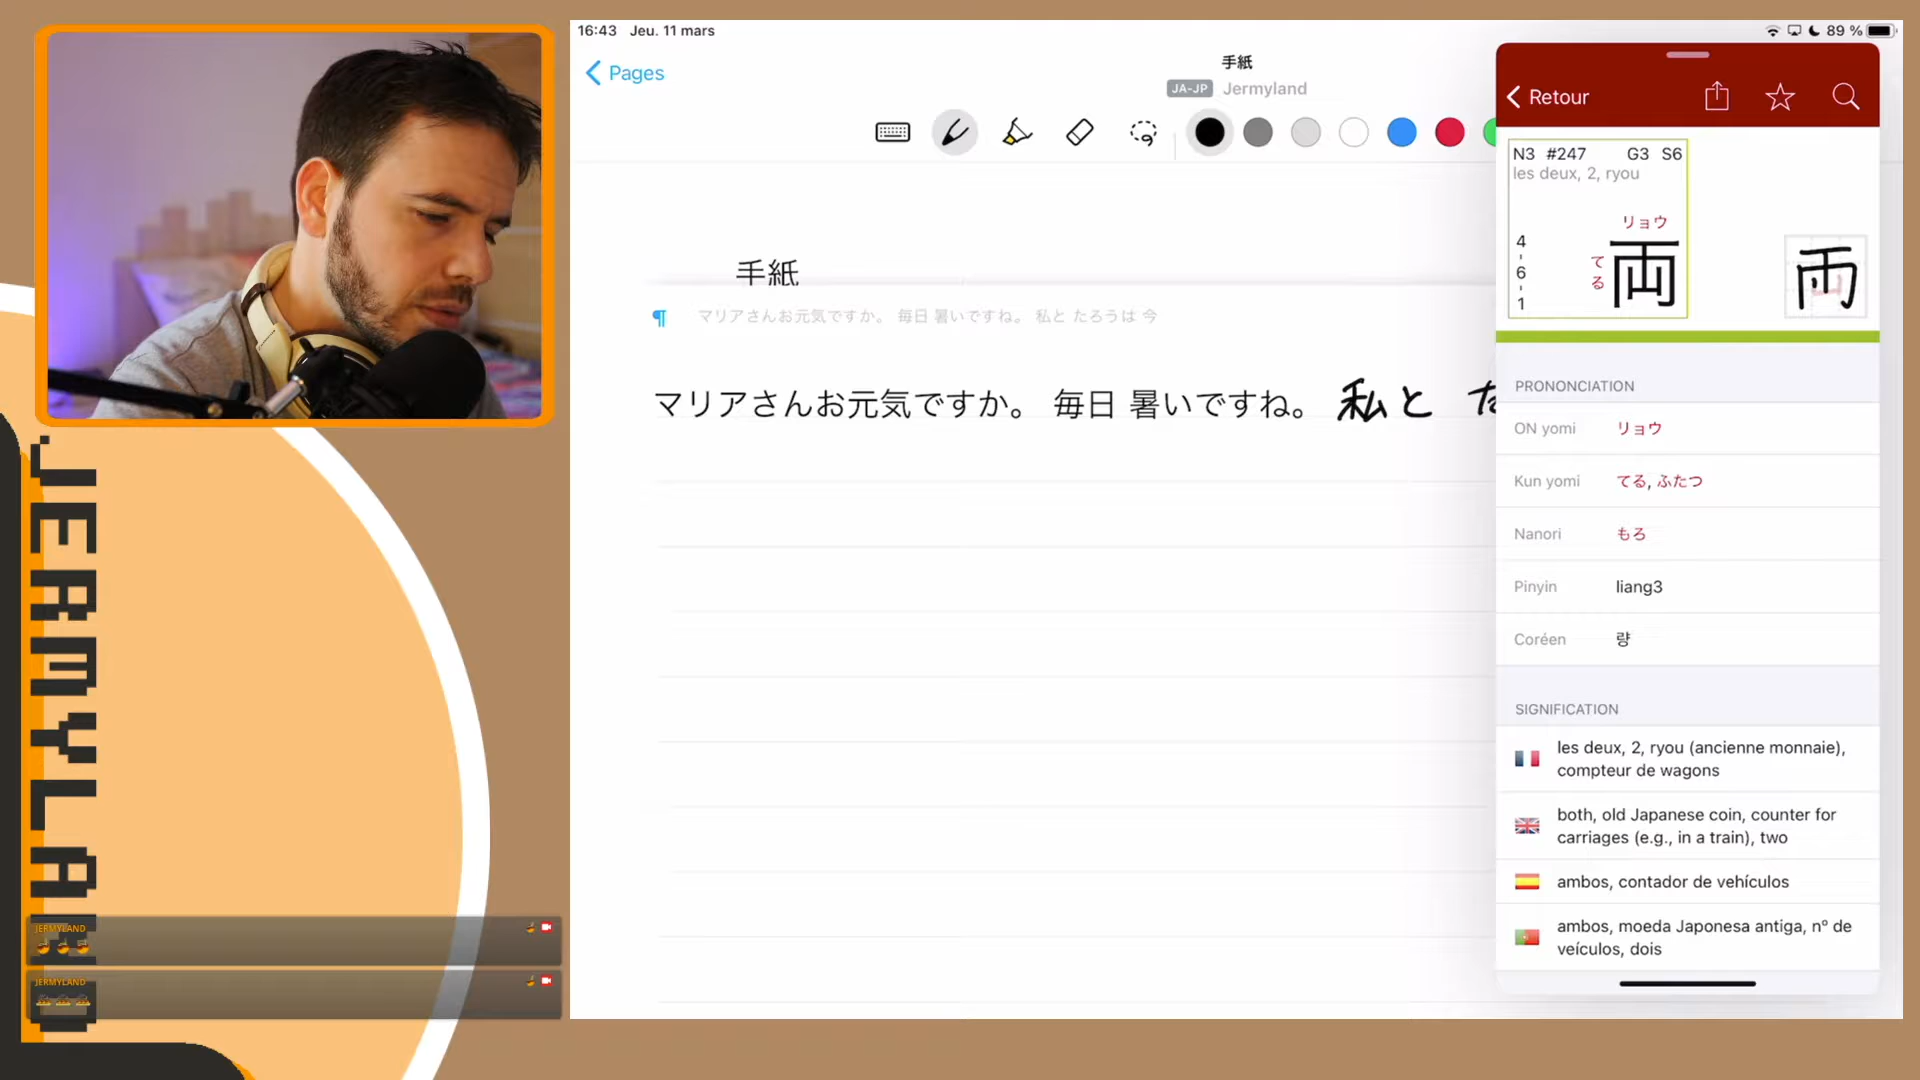 16:43 Jeu. 11 mars
89 %
Pages
手紙
JA-JP Jermyland
手紙
マリアさんお元気ですか。 毎日 暑いですね。 私と たろうは 今
マリアさんお元気ですか。 毎日 暑いですね。 私と た
Retour
N3 #247 G3 S6
les deux, 2, ryou
リョウ
4-6-1
てる
両
両
PRONONCIATION
ON yomi リョウ
Kun yomi てる, ふたつ
Nanori もろ
Pinyin liang3
Coréen 량
SIGNIFICATION
les deux, 2, ryou (ancienne monnaie),
compteur de wagons
both, old Japanese coin, counter for
carriages (e.g., in a train), two
ambos, contador de vehículos
ambos, moeda Japonesa antiga, nº de
veículos, dois
JERMYLAND
JERMYLAND
JERMYLAND